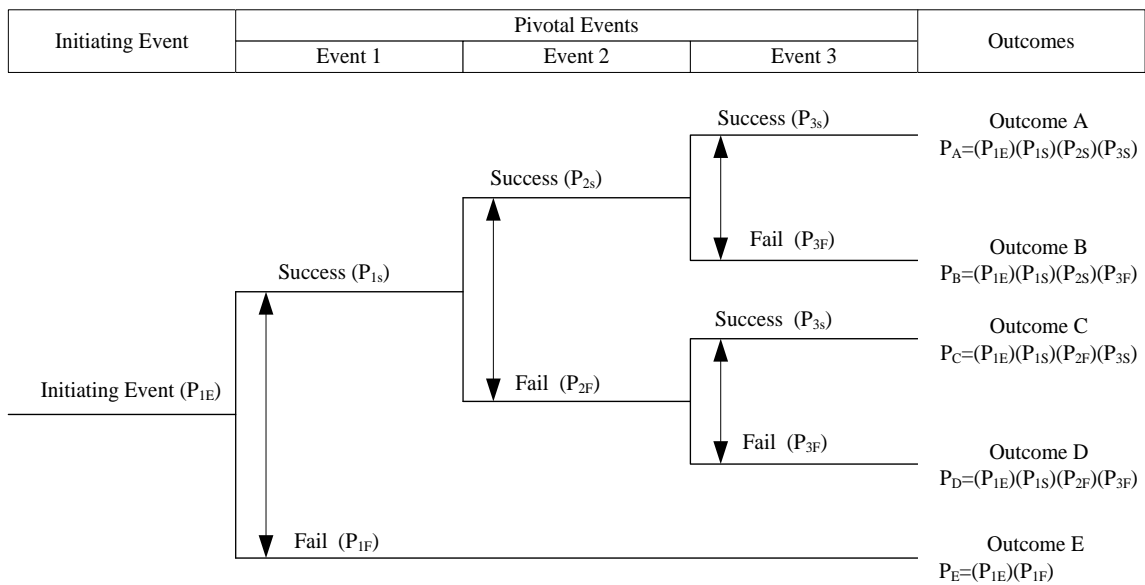 Initiating Event
Pivotal Events
Outcomes
Event 1
Event 2
Event 3
Success (P3s)
Outcome A
PA=(P1E)(P1S)(P2S)(P3S)
Success (P2s)
Fail (P3F)
Outcome B
PB=(P1E)(P1S)(P2S)(P3F)
Success (P1s)
Success (P3s)
Outcome C
PC=(P1E)(P1S)(P2F)(P3S)
Initiating Event (P1E)
Fail (P2F)
Fail (P3F)
Outcome D
PD=(P1E)(P1S)(P2F)(P3F)
Fail (P1F)
Outcome E
PE=(P1E)(P1F)